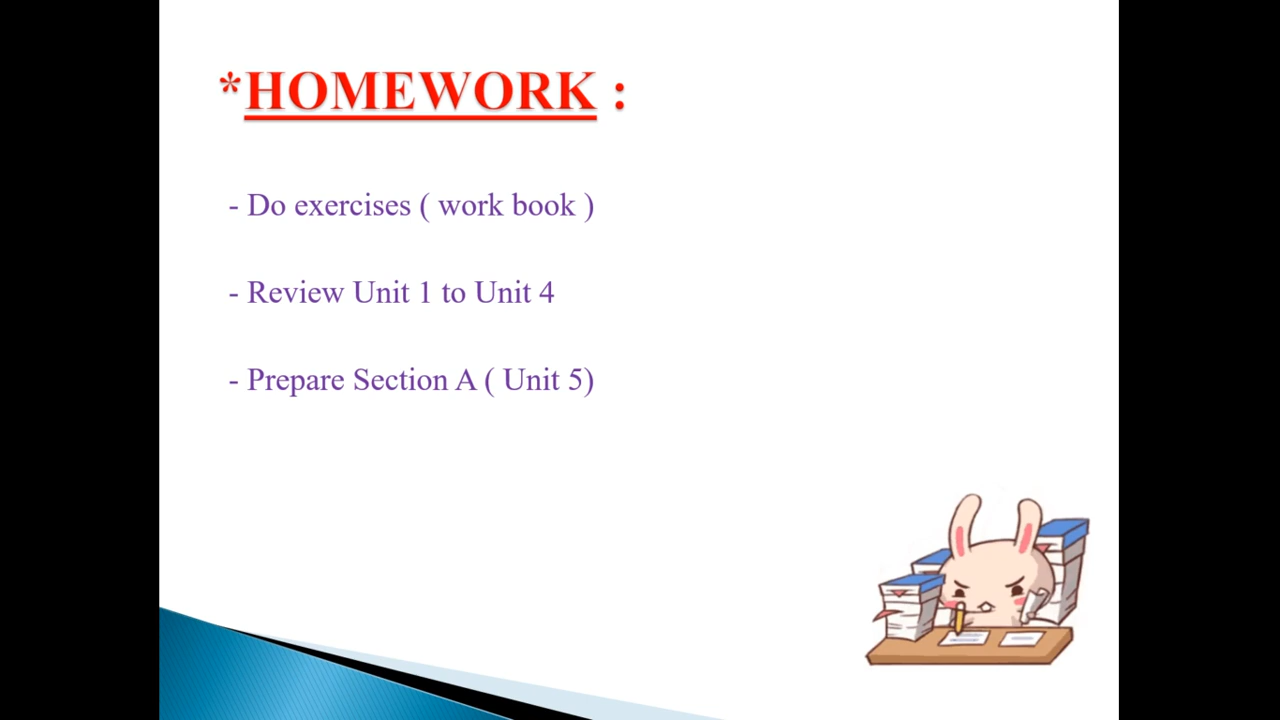 *HOMEWORK :
- Do exercises ( work book )
- Review Unit 1 to Unit 4
- Prepare Section A ( Unit 5)